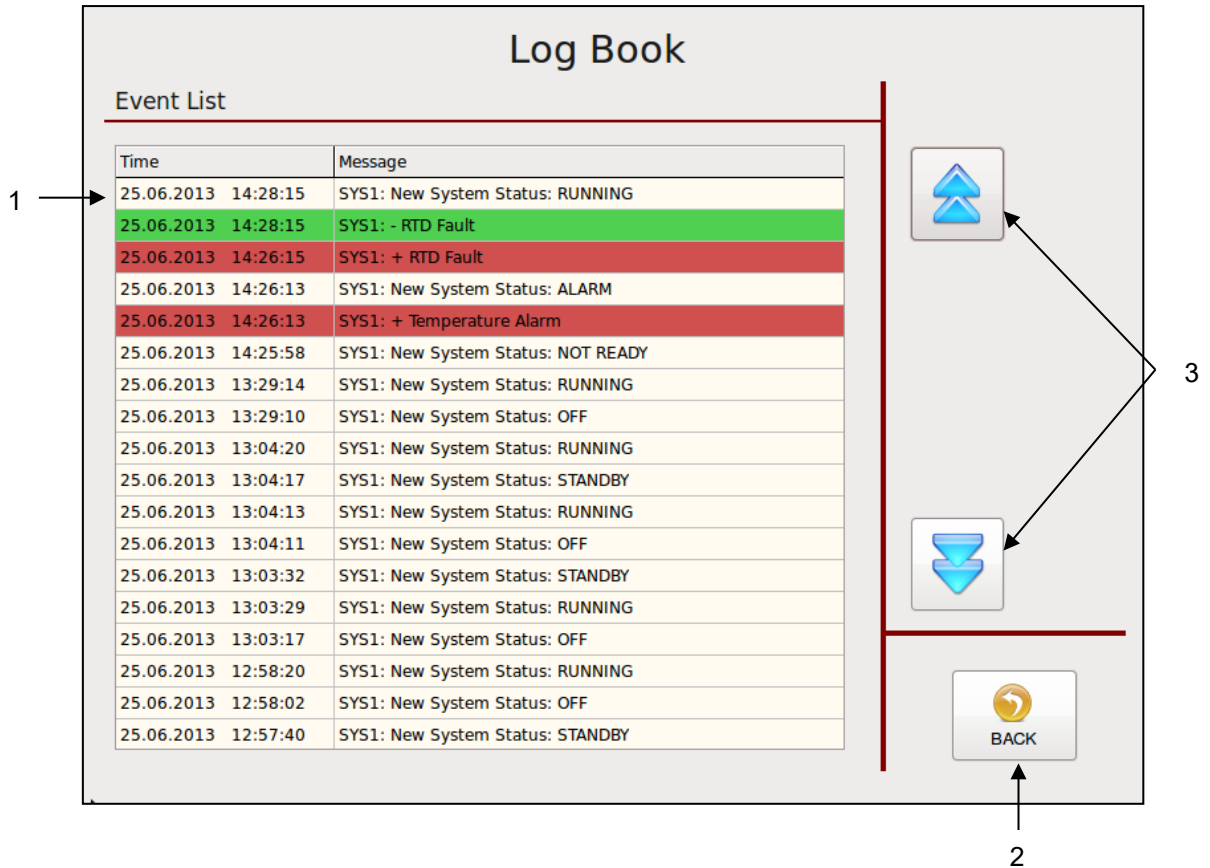 Log Book
Event List
Time Message
1
25.06.2013 14:28:15 SYS1: New System Status: RUNNING
25.06.2013 14:28:15 SYS1: - RTD Fault
25.06.2013 14:26:15 SYS1: + RTD Fault
25.06.2013 14:26:13 SYS1: New System Status: ALARM
25.06.2013 14:26:13 SYS1: + Temperature Alarm
25.06.2013 14:25:58 SYS1: New System Status: NOT READY
25.06.2013 13:29:14 SYS1: New System Status: RUNNING
3
25.06.2013 13:29:10 SYS1: New System Status: OFF
25.06.2013 13:04:20 SYS1: New System Status: RUNNING
25.06.2013 13:04:17 SYS1: New System Status: STANDBY
25.06.2013 13:04:13 SYS1: New System Status: RUNNING
25.06.2013 13:04:11 SYS1: New System Status: OFF
25.06.2013 13:03:32 SYS1: New System Status: STANDBY
25.06.2013 13:03:29 SYS1: New System Status: RUNNING
25.06.2013 13:03:17 SYS1: New System Status: OFF
25.06.2013 12:58:20 SYS1: New System Status: RUNNING
25.06.2013 12:58:02 SYS1: New System Status: OFF
25.06.2013 12:57:40 SYS1: New System Status: STANDBY
BACK
2